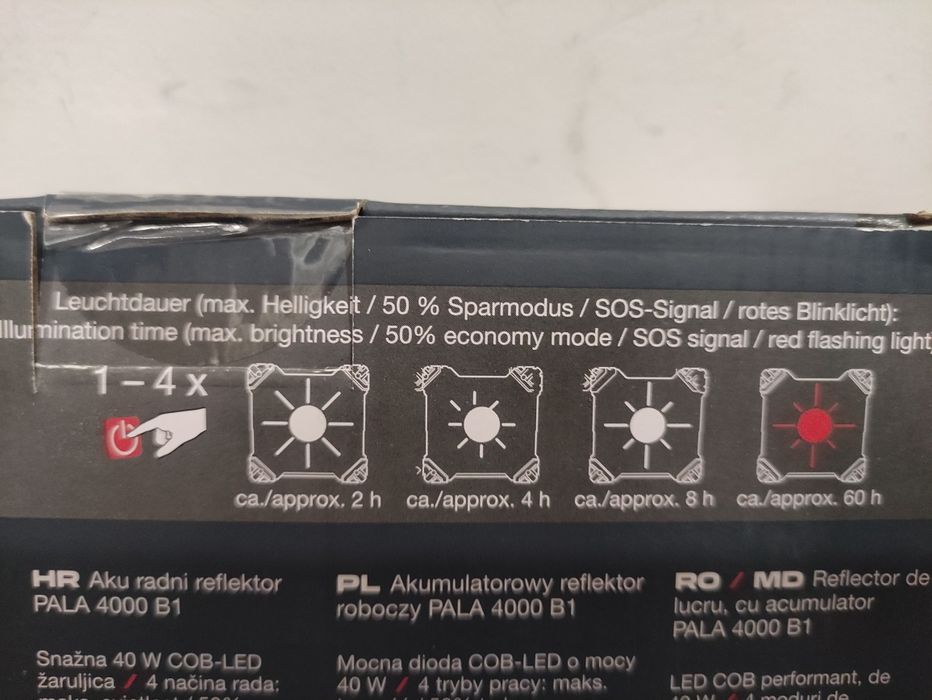 Leuchtdauer (max. Helligkeit / 50 % Sparmodus / SOS-Signal / rotes Blinklicht):
Illumination time (max. brightness / 50% economy mode / SOS signal / red flashing light)
1 – 4 x
ca./approx. 2 h
ca./approx. 4 h
ca./approx. 8 h
ca./approx. 60 h
HR Aku radni reflektor
PALA 4000 B1
Snažna 40 W COB-LED
žaruljica / 4 načina rada:
PL Akumulatorowy reflektor
roboczy PALA 4000 B1
Mocna dioda COB-LED o mocy
40 W / 4 tryby pracy: maks.
RO / MD Reflector de
lucru, cu acumulator
PALA 4000 B1
LED COB performant, de